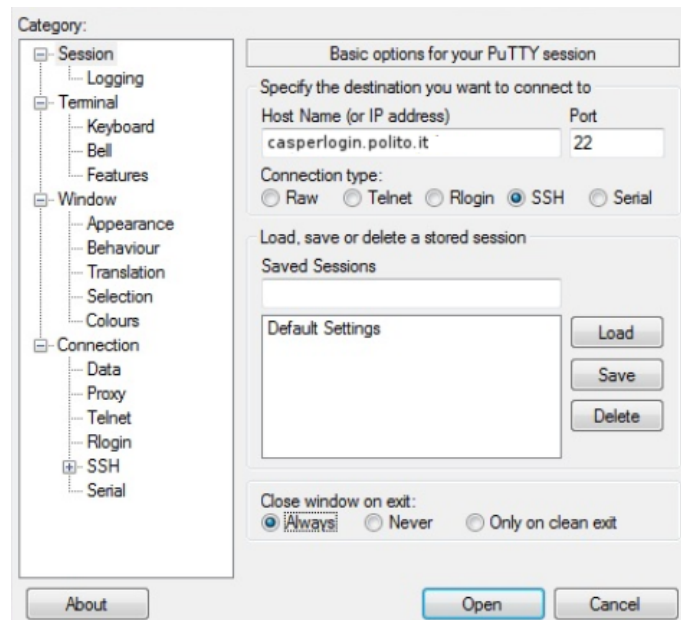 Category:
Session
Logging
Terminal
Keyboard
Bell
Features
Window
Appearance
Behaviour
Translation
Selection
Colours
Connection
Data
Proxy
Telnet
Rlogin
SSH
Serial
Basic options for your PuTTY session
Specify the destination you want to connect to
Host Name (or IP address) Port
casperlogin.polito.it 22
Connection type:
Raw Telnet Rlogin SSH Serial
Load, save or delete a stored session
Saved Sessions
Default Settings
Load
Save
Delete
Close window on exit:
Always Never Only on clean exit
About Open Cancel